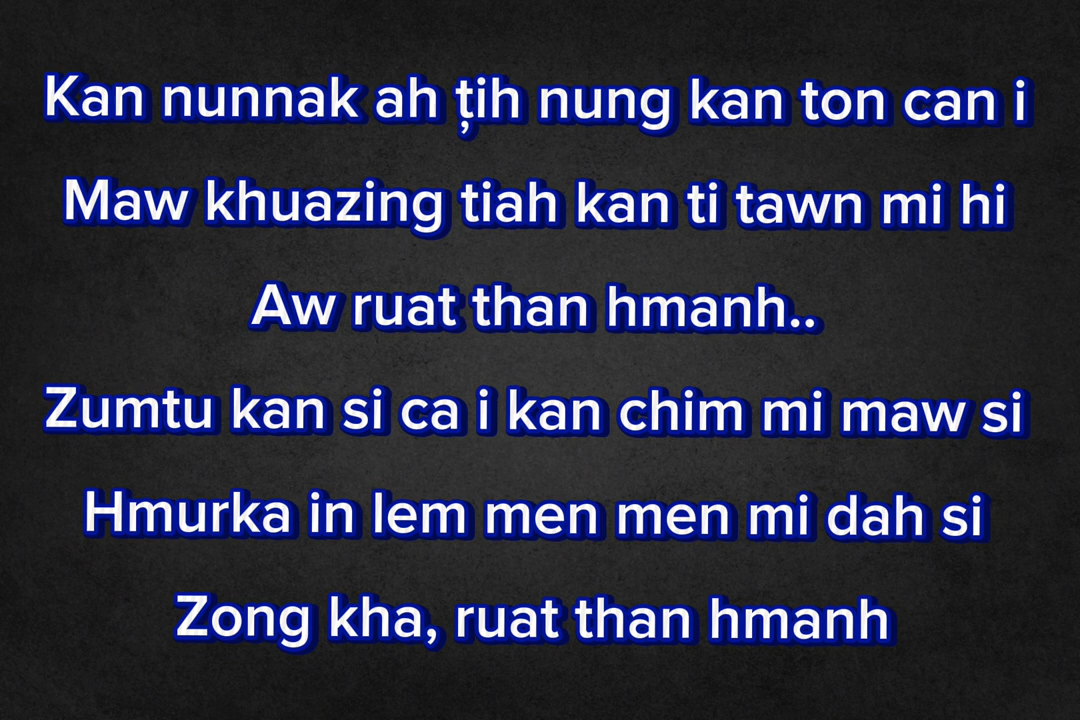 Kan nunnak ah ṭih nung kan ton can i
Maw khuazing tiah kan ti tawn mi hi
Aw ruat than hmanh..
Zumtu kan si ca i kan chim mi maw si
Hmurka in lem men men mi dah si
Zong kha, ruat than hmanh